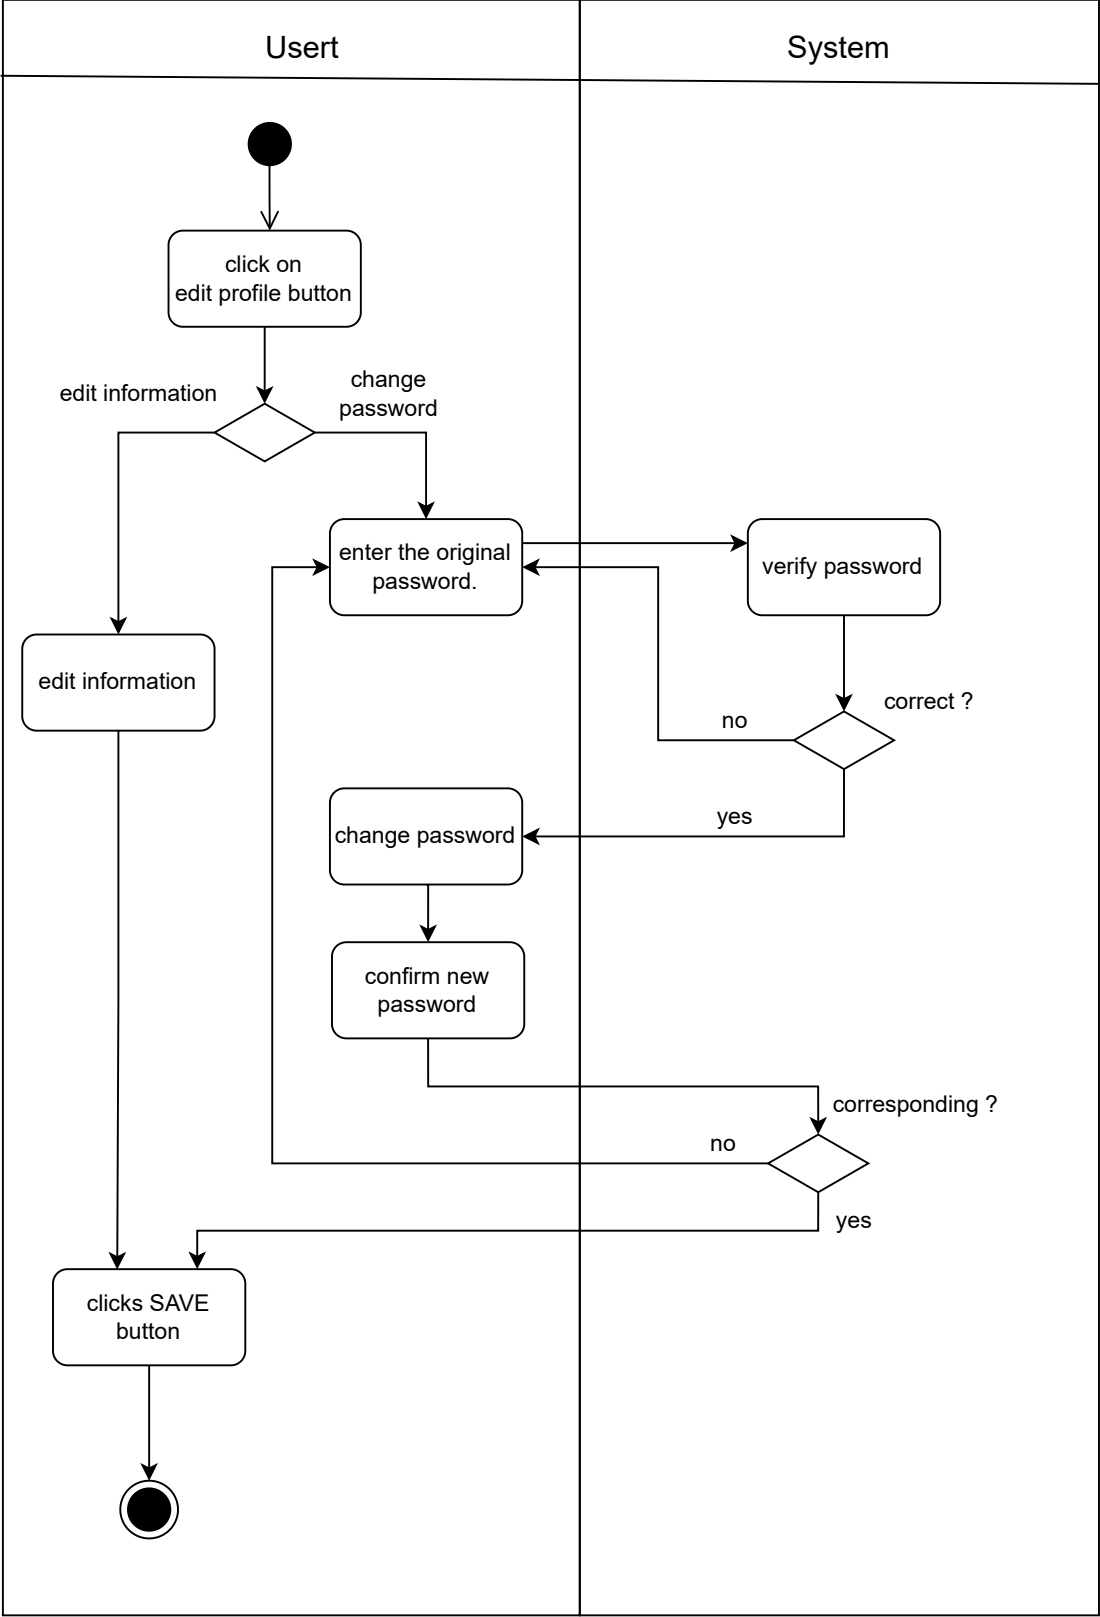 Usert
System
click on
edit profile button
edit information
change
password
enter the original
password.
verify password
edit information
correct ?
no
yes
change password
confirm new
password
corresponding ?
no
yes
clicks SAVE
button